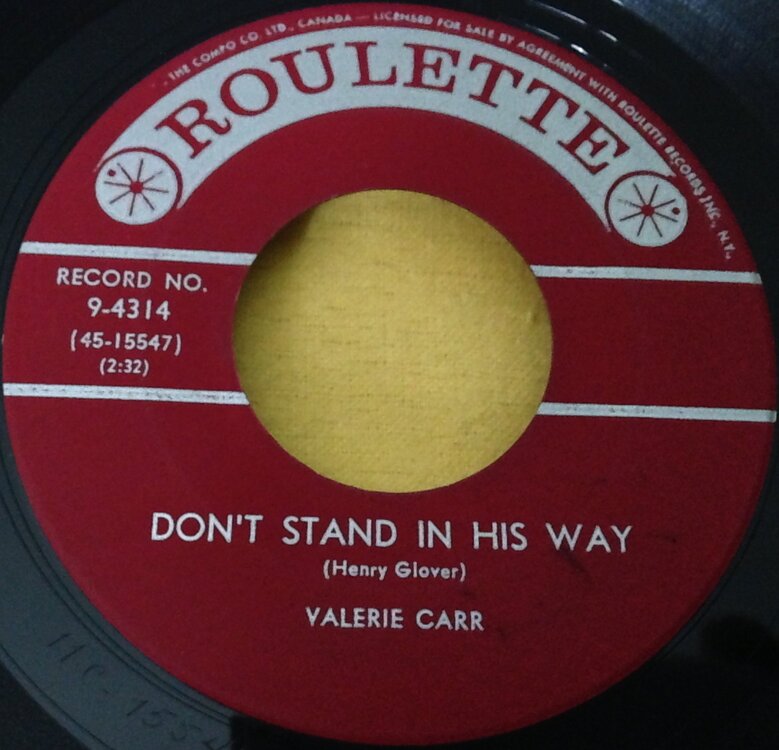 THE COMPO CO. LTD., CANADA — LICENSED FOR SALE BY AGREEMENT WITH ROULETTE RECORDS INC., N.Y.
ROULETTE
RECORD NO.
9-4314
(45-15547)
(2:32)
DON'T STAND IN HIS WAY
(Henry Glover)
VALERIE CARR